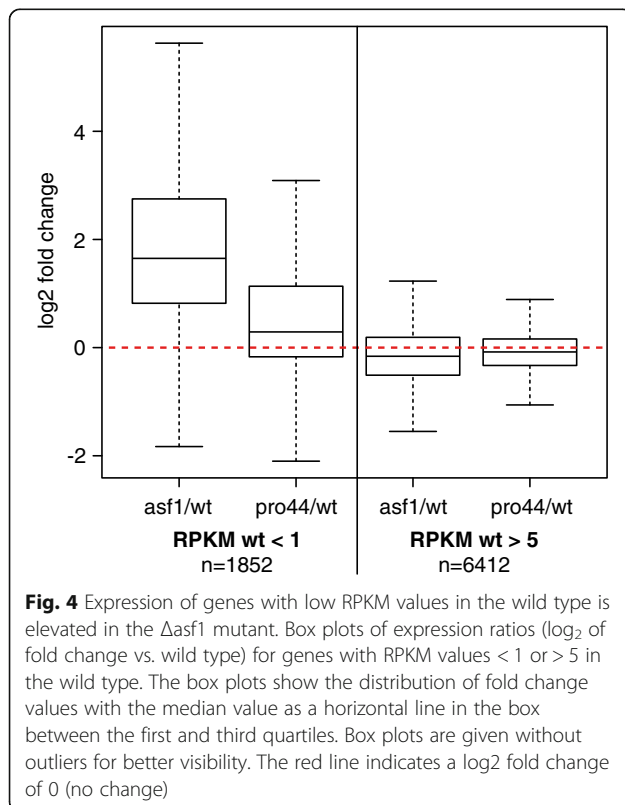 log2 fold change
4
2
0
-2
asf1/wt pro44/wt asf1/wt pro44/wt
RPKM wt < 1 RPKM wt > 5
n=1852 n=6412
Fig. 4 Expression of genes with low RPKM values in the wild type is
elevated in the Δasf1 mutant. Box plots of expression ratios (log₂ of
fold change vs. wild type) for genes with RPKM values < 1 or > 5 in
the wild type. The box plots show the distribution of fold change
values with the median value as a horizontal line in the box
between the first and third quartiles. Box plots are given without
outliers for better visibility. The red line indicates a log2 fold change
of 0 (no change)